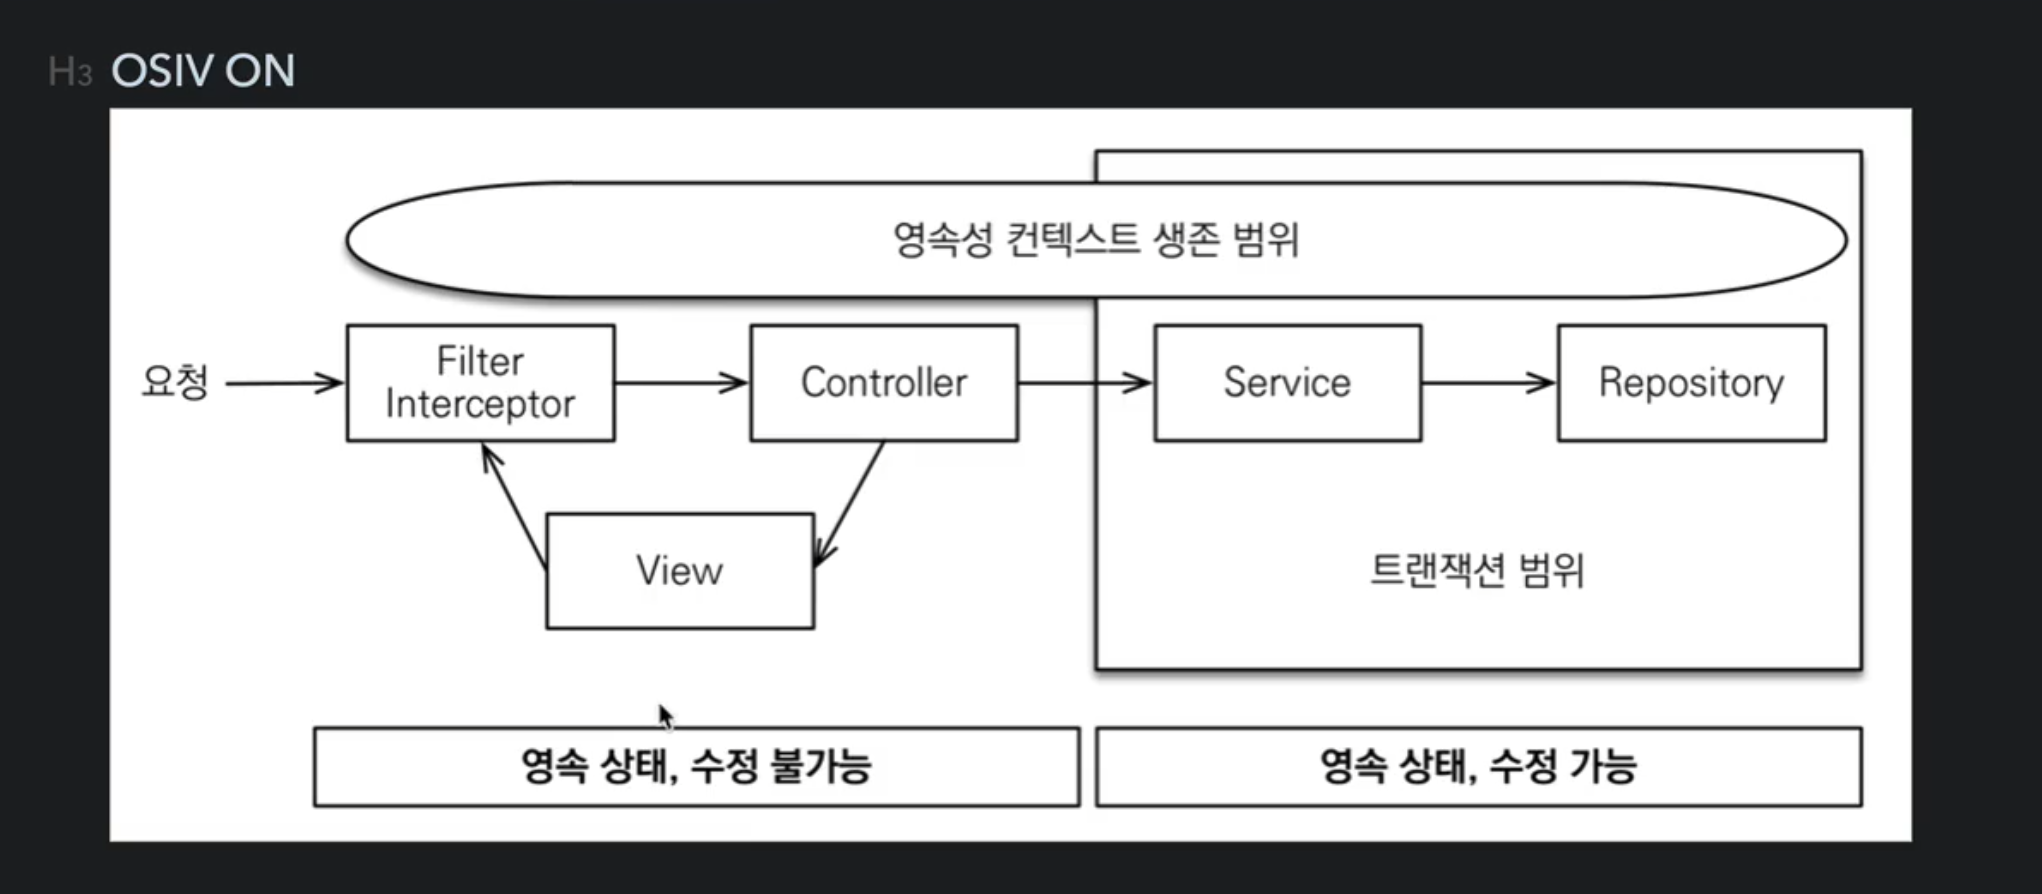 H3 OSIV ON
영속성 컨텍스트 생존 범위
요청
Filter
Interceptor
Controller
Service
Repository
View
트랜잭션 범위
영속 상태, 수정 불가능
영속 상태, 수정 가능